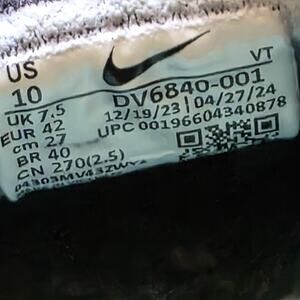 US
10
VT
DV6840-001
UK 7.5
12/19/23 | 04/27/24
EUR 42
UPC 00196604340878
cm 27
BR 40
CN 270(2.5)